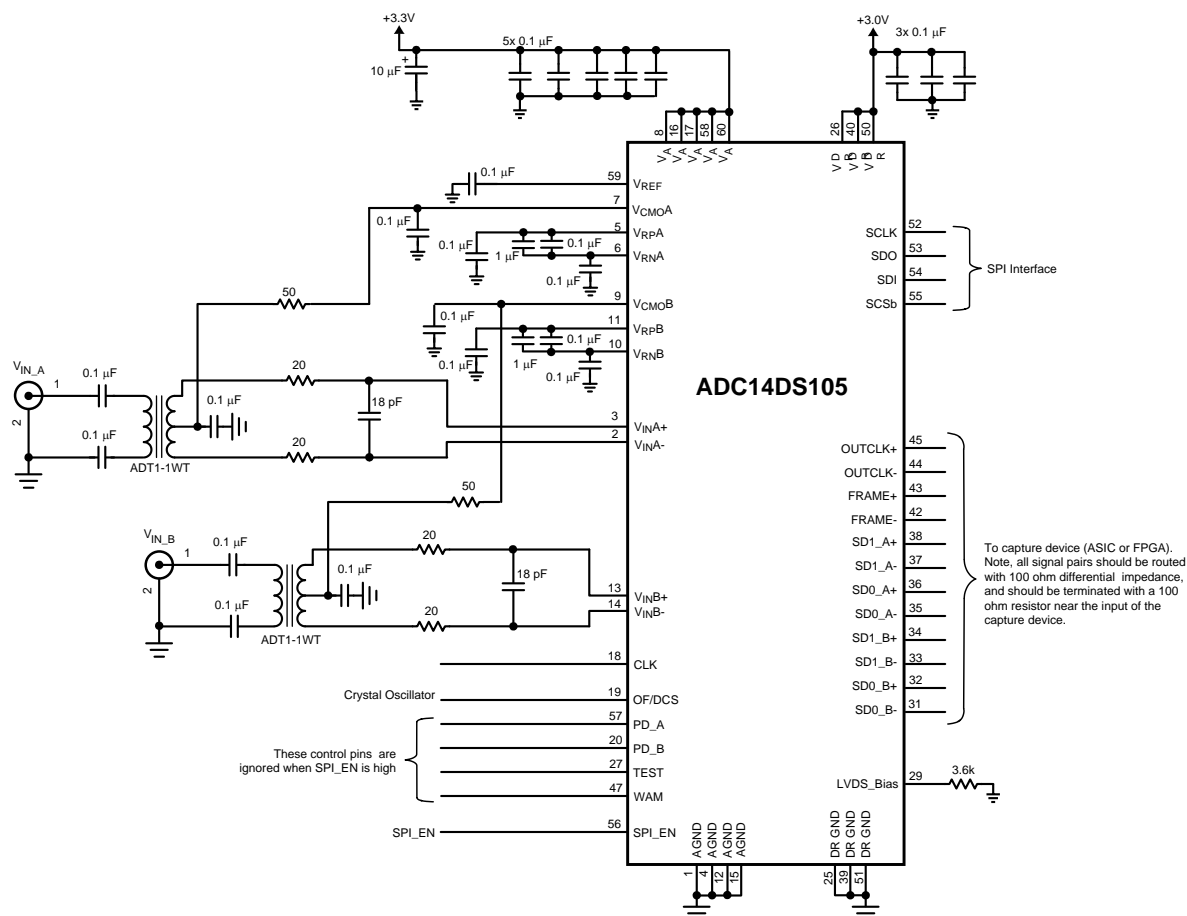 +3.3V
+3.0V
5x 0.1 µF
3x 0.1 µF
+
10 µF
8
16
17
58
60
26
40
50
VA
VA
VA
VA
VA
0.1 µF
59
VREF
7
VCMOA
0.1 µF
5
VRPA
0.1 µF
0.1 µF
1 µF
6
VRNA
0.1 µF
52
SCLK
53
SDO
54
SDI
55
SCSb
SPI Interface
50
9
VCMOB
0.1 µF
11
VRPB
0.1 µF
0.1 µF
1 µF
10
VRNB
0.1 µF
ADC14DS105
VIN_A
1
2
0.1 µF
0.1 µF
0.1 µF
ADT1-1WT
20
18 pF
20
3
VINA+
2
VINA-
50
VIN_B
1
2
0.1 µF
0.1 µF
0.1 µF
ADT1-1WT
20
18 pF
20
13
VINB+
14
VINB-
45
OUTCLK+
44
OUTCLK-
43
FRAME+
42
FRAME-
38
SD1_A+
37
SD1_A-
36
SD0_A+
35
SD0_A-
34
SD1_B+
33
SD1_B-
32
SD0_B+
31
SD0_B-
To capture device (ASIC or FPGA).
Note, all signal pairs should be routed
with 100 ohm differential impedance,
and should be terminated with a 100
ohm resistor near the input of the
capture device.
18
CLK
Crystal Oscillator
19
OF/DCS
57
PD_A
20
PD_B
27
TEST
47
WAM
These control pins are
ignored when SPI_EN is high
SPI_EN
56
SPI_EN
29
LVDS_Bias
3.6k
AGND
AGND
AGND
AGND
1
4
12
15
DR GND
DR GND
DR GND
25
39
51